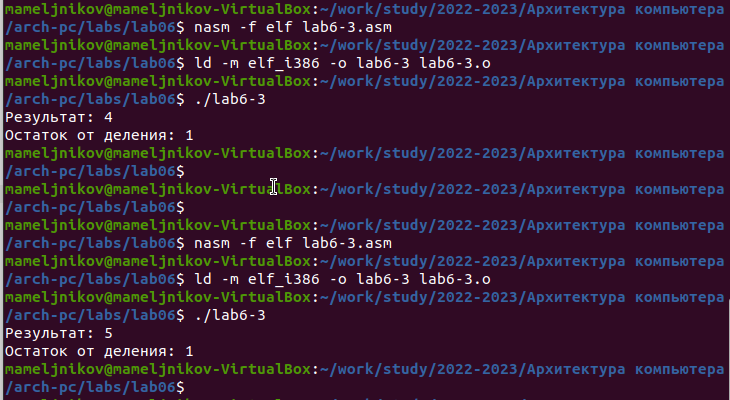 mameljnikov@mameljnikov-VirtualBox:~/work/study/2022-2023/Архитектура компьютера
/arch-pc/labs/lab06$ nasm -f elf lab6-3.asm
mameljnikov@mameljnikov-VirtualBox:~/work/study/2022-2023/Архитектура компьютера
/arch-pc/labs/lab06$ ld -m elf_i386 -o lab6-3 lab6-3.o
mameljnikov@mameljnikov-VirtualBox:~/work/study/2022-2023/Архитектура компьютера
/arch-pc/labs/lab06$ ./lab6-3
Результат: 4
Остаток от деления: 1
mameljnikov@mameljnikov-VirtualBox:~/work/study/2022-2023/Архитектура компьютера
/arch-pc/labs/lab06$
mameljnikov@mameljnikov-VirtualBox:~/work/study/2022-2023/Архитектура компьютера
/arch-pc/labs/lab06$
mameljnikov@mameljnikov-VirtualBox:~/work/study/2022-2023/Архитектура компьютера
/arch-pc/labs/lab06$ nasm -f elf lab6-3.asm
mameljnikov@mameljnikov-VirtualBox:~/work/study/2022-2023/Архитектура компьютера
/arch-pc/labs/lab06$ ld -m elf_i386 -o lab6-3 lab6-3.o
mameljnikov@mameljnikov-VirtualBox:~/work/study/2022-2023/Архитектура компьютера
/arch-pc/labs/lab06$ ./lab6-3
Результат: 5
Остаток от деления: 1
mameljnikov@mameljnikov-VirtualBox:~/work/study/2022-2023/Архитектура компьютера
/arch-pc/labs/lab06$